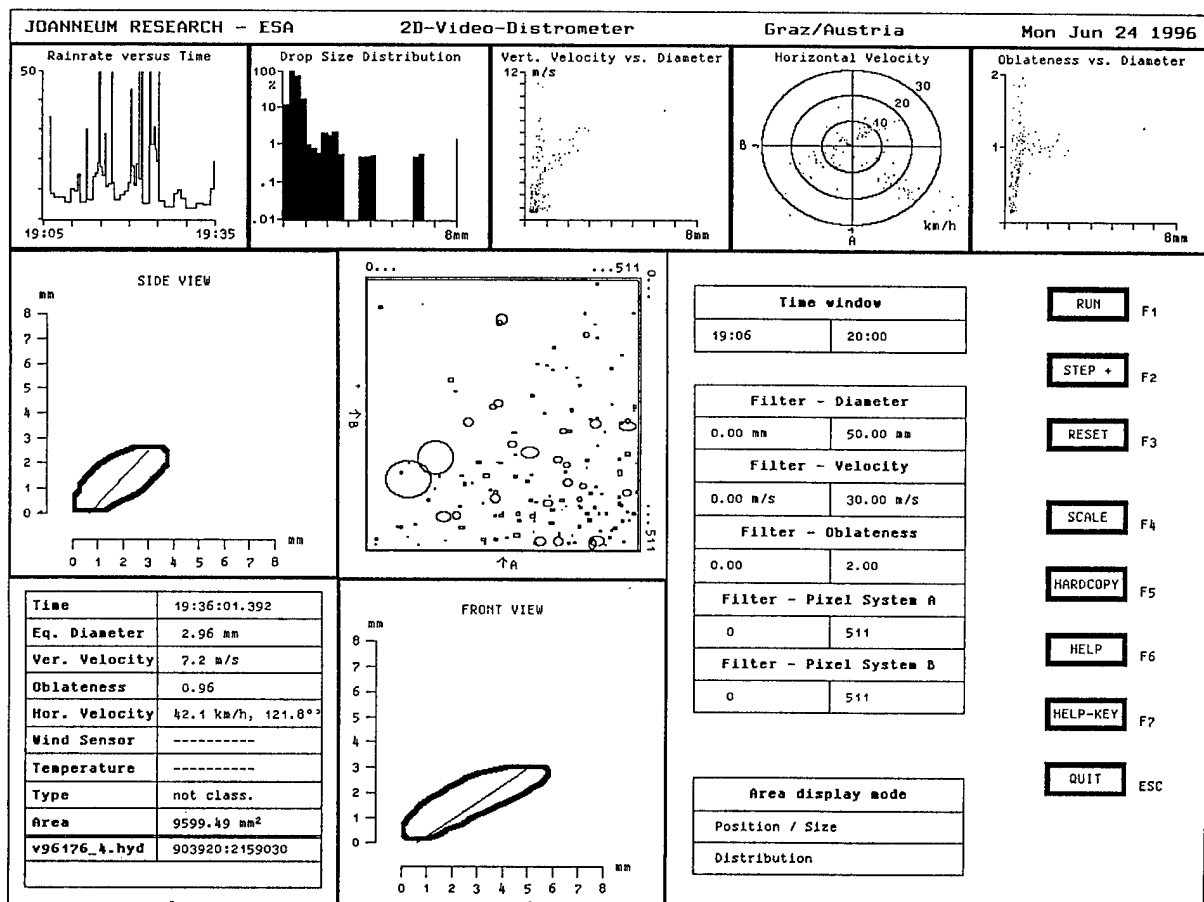 JOANNEUM RESEARCH - ESA 2D-Video-Distrometer Graz/Austria Mon Jun 24 1996
Rainrate versus Time
50
19:05 19:35
Drop Size Distribution
100
%
10
1
.1
.01
8mm
Vert. Velocity vs. Diameter
12 m/s
8mm
Horizontal Velocity
30
20
10
B
A
km/h
Oblateness vs. Diameter
2
1
8mm
SIDE VIEW
mm
8
7
6
5
4
3
2
1
0
mm
0 1 2 3 4 5 6 7 8
0... ...511
0...
...511
↑B
↑A
Time window
19:06 20:00
Filter - Diameter
0.00 mm 50.00 mm
Filter - Velocity
0.00 m/s 30.00 m/s
Filter - Oblateness
0.00 2.00
Filter - Pixel System A
0 511
Filter - Pixel System B
0 511
Area display mode
Position / Size
Distribution
RUN F1
STEP + F2
RESET F3
SCALE F4
HARDCOPY F5
HELP F6
HELP-KEY F7
QUIT ESC
Time 19:36:01.392
Eq. Diameter 2.96 mm
Ver. Velocity 7.2 m/s
Oblateness 0.96
Hor. Velocity 42.1 km/h, 121.8°
Wind Sensor ----------
Temperature ----------
Type not class.
Area 9599.49 mm²
v96176_4.hyd 903920:2159030
FRONT VIEW
mm
8
7
6
5
4
3
2
1
0
mm
0 1 2 3 4 5 6 7 8